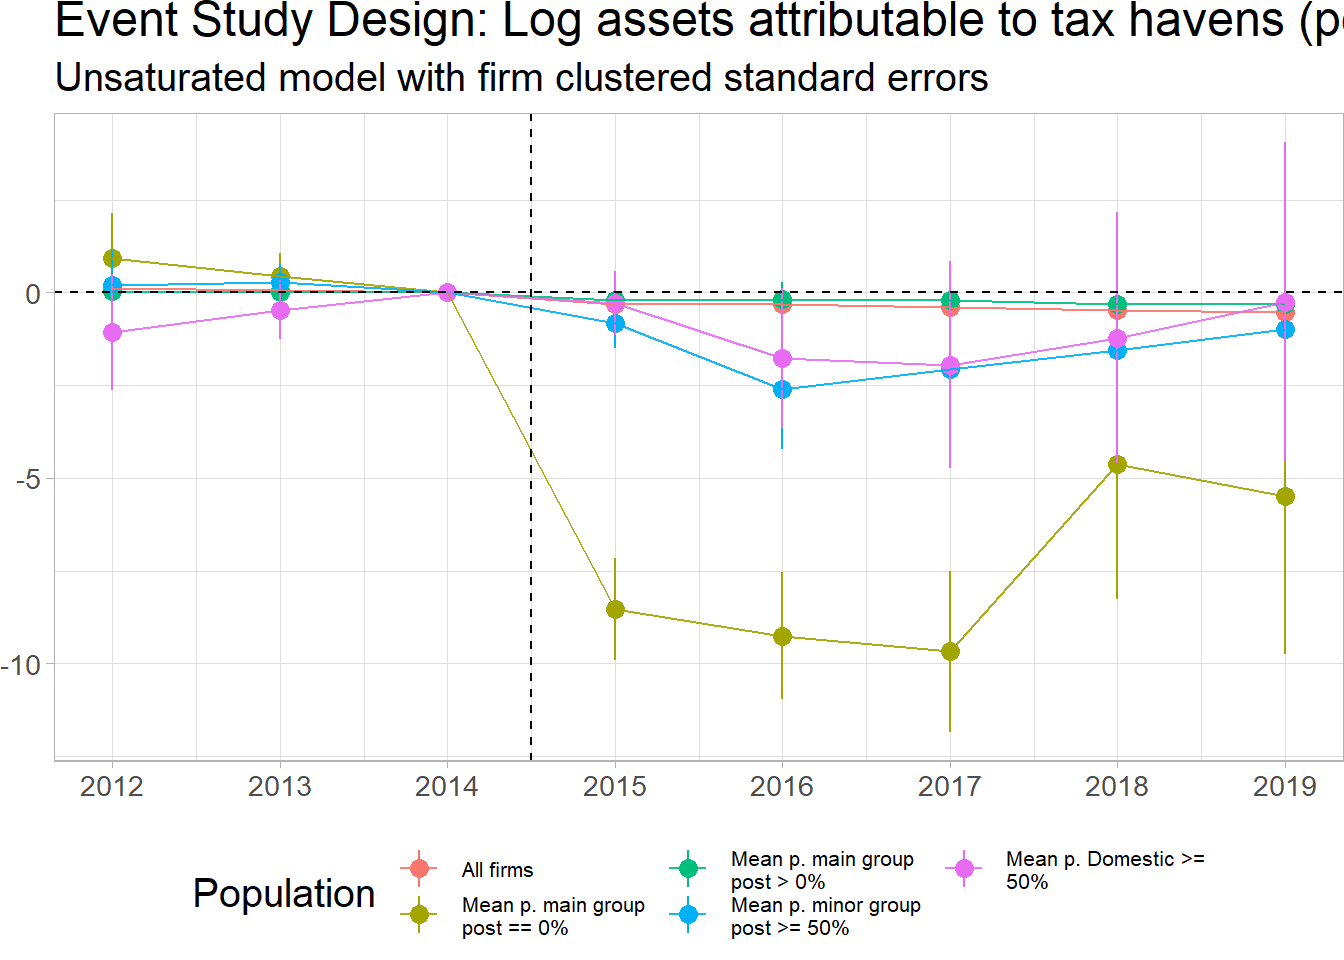 Event Study Design: Log assets attributable to tax havens
Unsaturated model with firm clustered standard errors
0
-5
-10
2012 2013 2014 2015 2016 2017 2018 2019
Population
All firms
Mean p. main group
post == 0%
Mean p. main group
post > 0%
Mean p. minor group
post >= 50%
Mean p. Domestic >=
50%